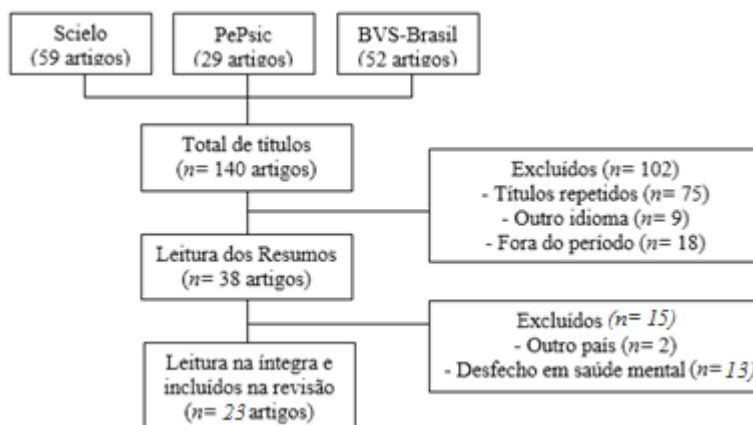 Scielo
(59 artigos)
PePsic
(29 artigos)
BVS-Brasil
(52 artigos)
Total de títulos
(n= 140 artigos)
Excluídos (n= 102)
- Títulos repetidos (n= 75)
- Outro idioma (n= 9)
- Fora do período (n= 18)
Leitura dos Resumos
(n= 38 artigos)
Excluídos (n= 15)
- Outro país (n= 2)
- Desfecho em saúde mental (n= 13)
Leitura na íntegra e
incluídos na revisão
(n= 23 artigos)